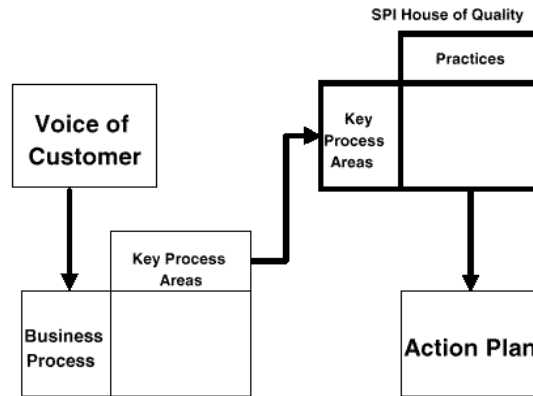 SPI House of Quality
Practices
Key
Process
Areas
Voice of
Customer
Key Process
Areas
Business
Process
Action Plan